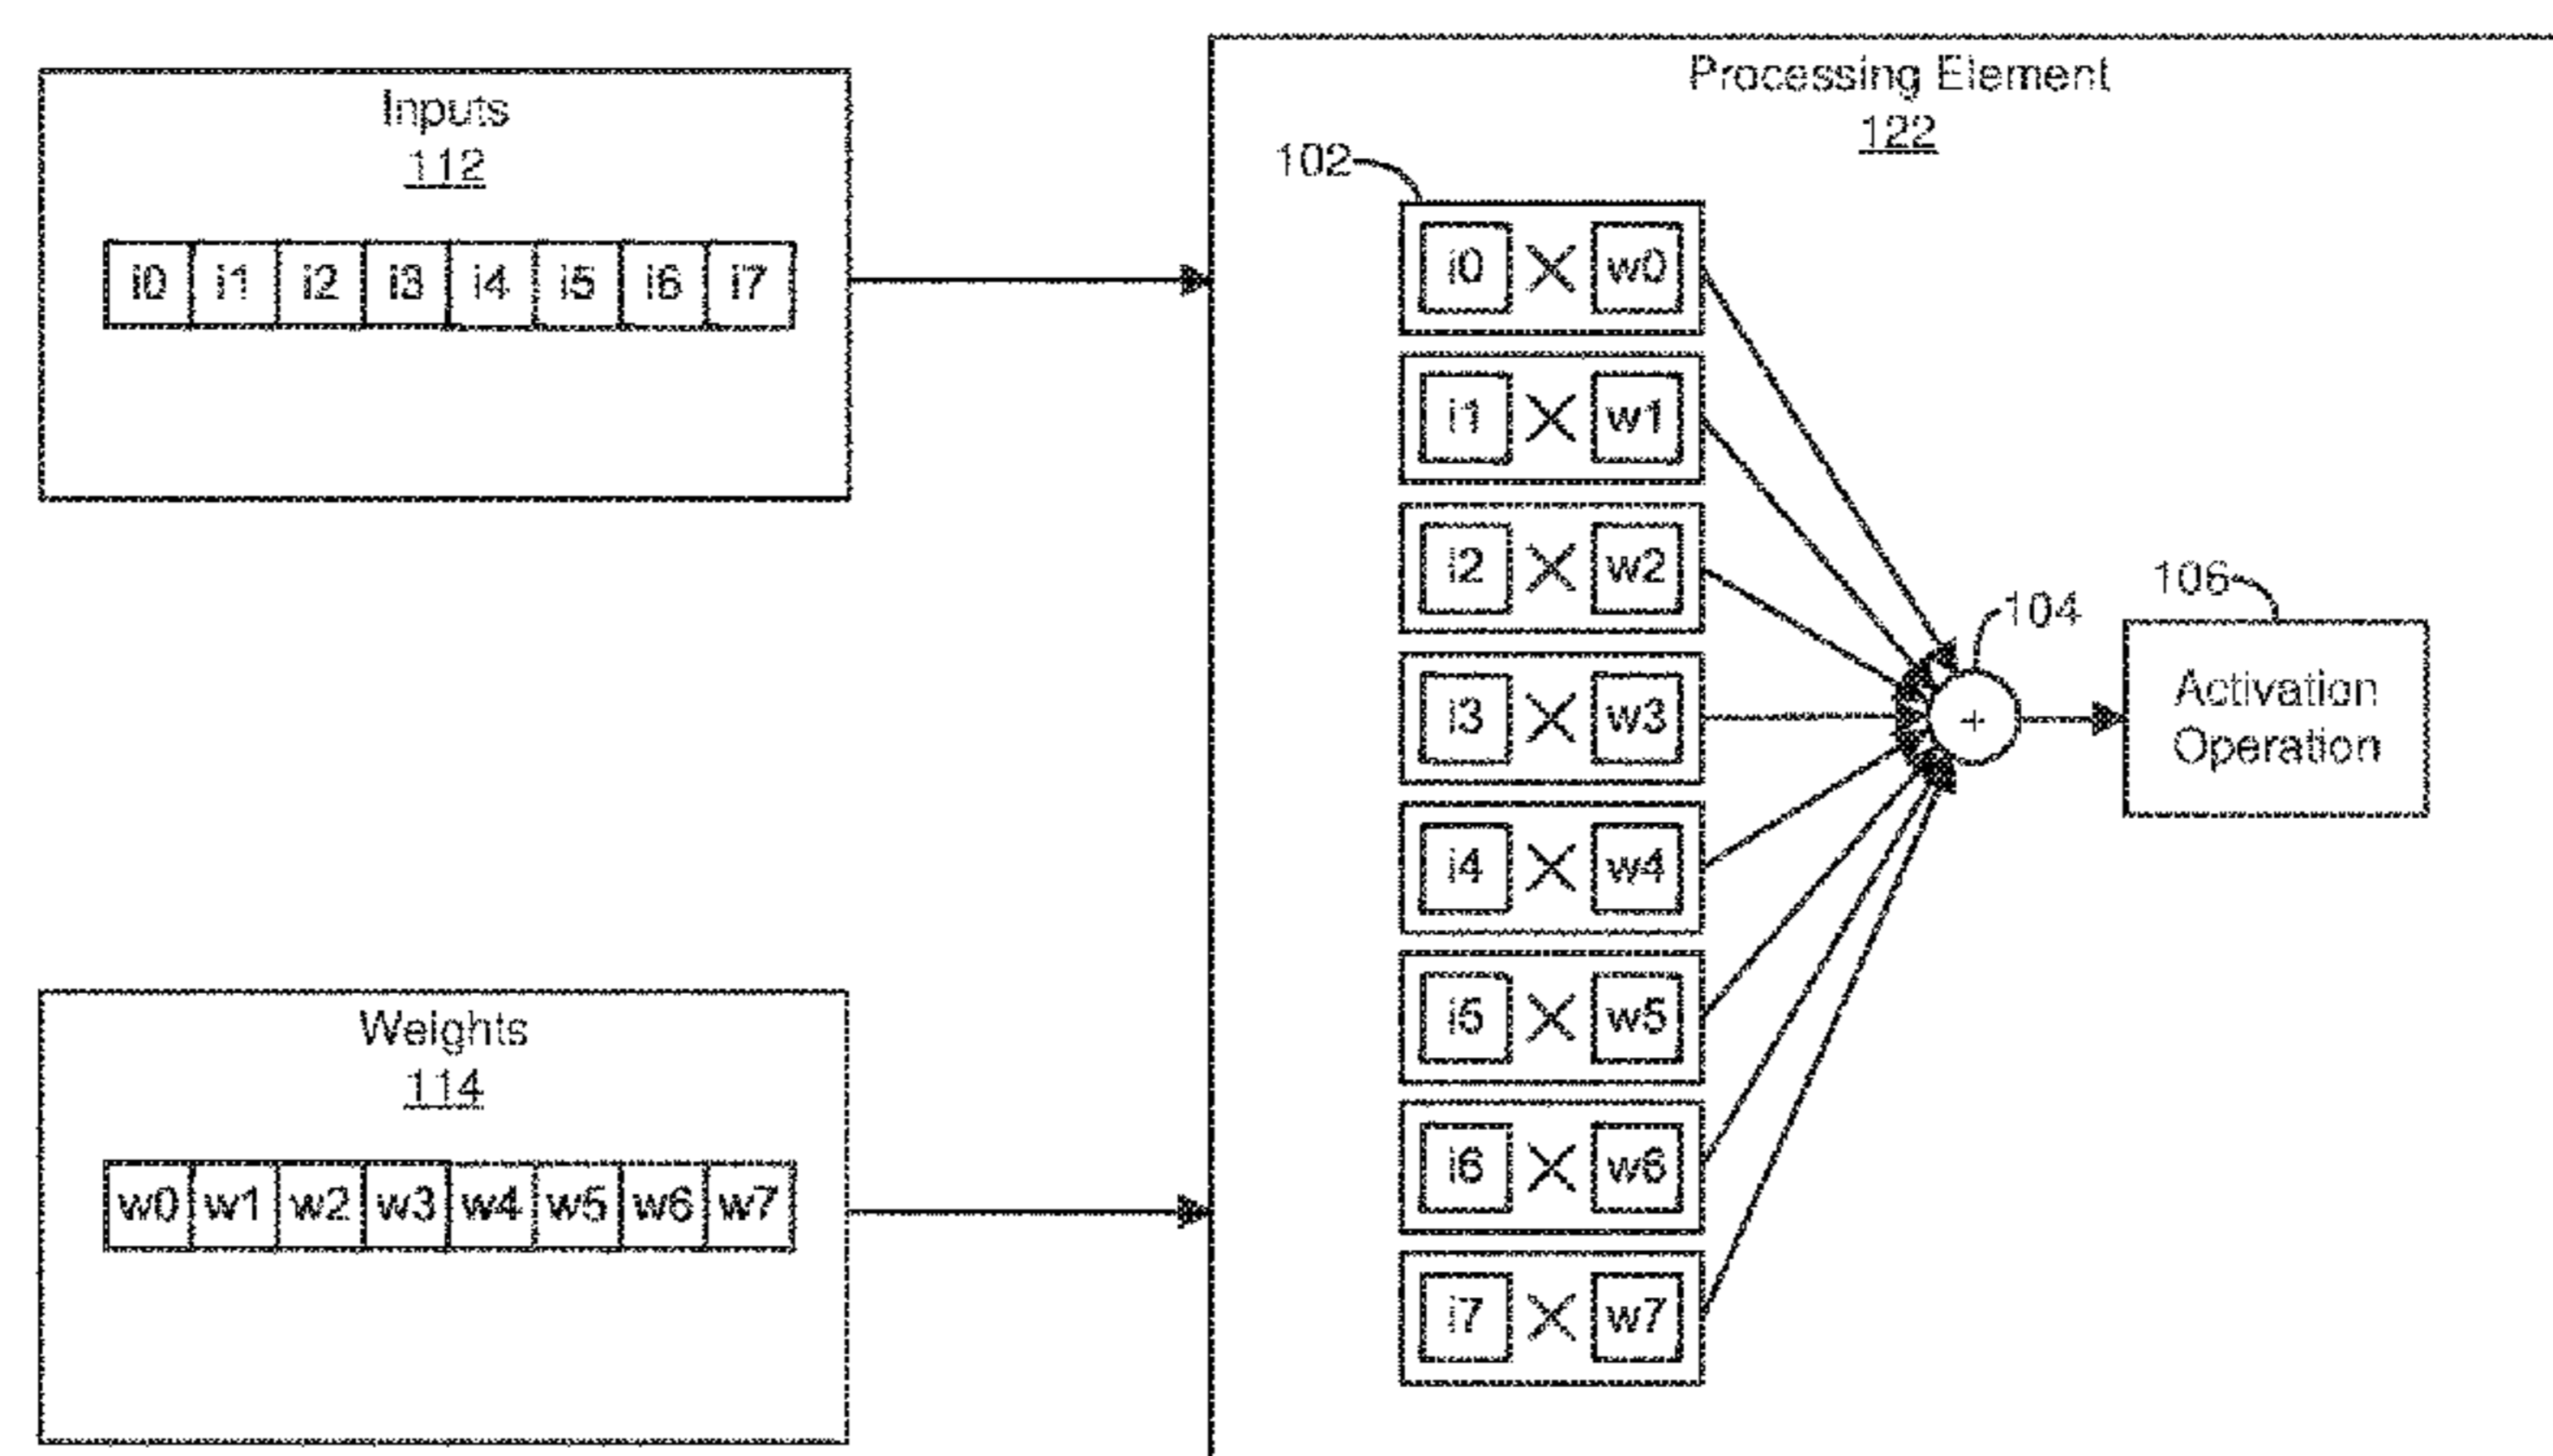 Inputs
112
i0 i1 i2 i3 i4 i5 i6 i7
Weights
114
w0 w1 w2 w3 w4 w5 w6 w7
Processing Element
122
102
i0 × w0
i1 × w1
i2 × w2
i3 × w3
i4 × w4
i5 × w5
i6 × w6
i7 × w7
104
+
106
Activation
Operation